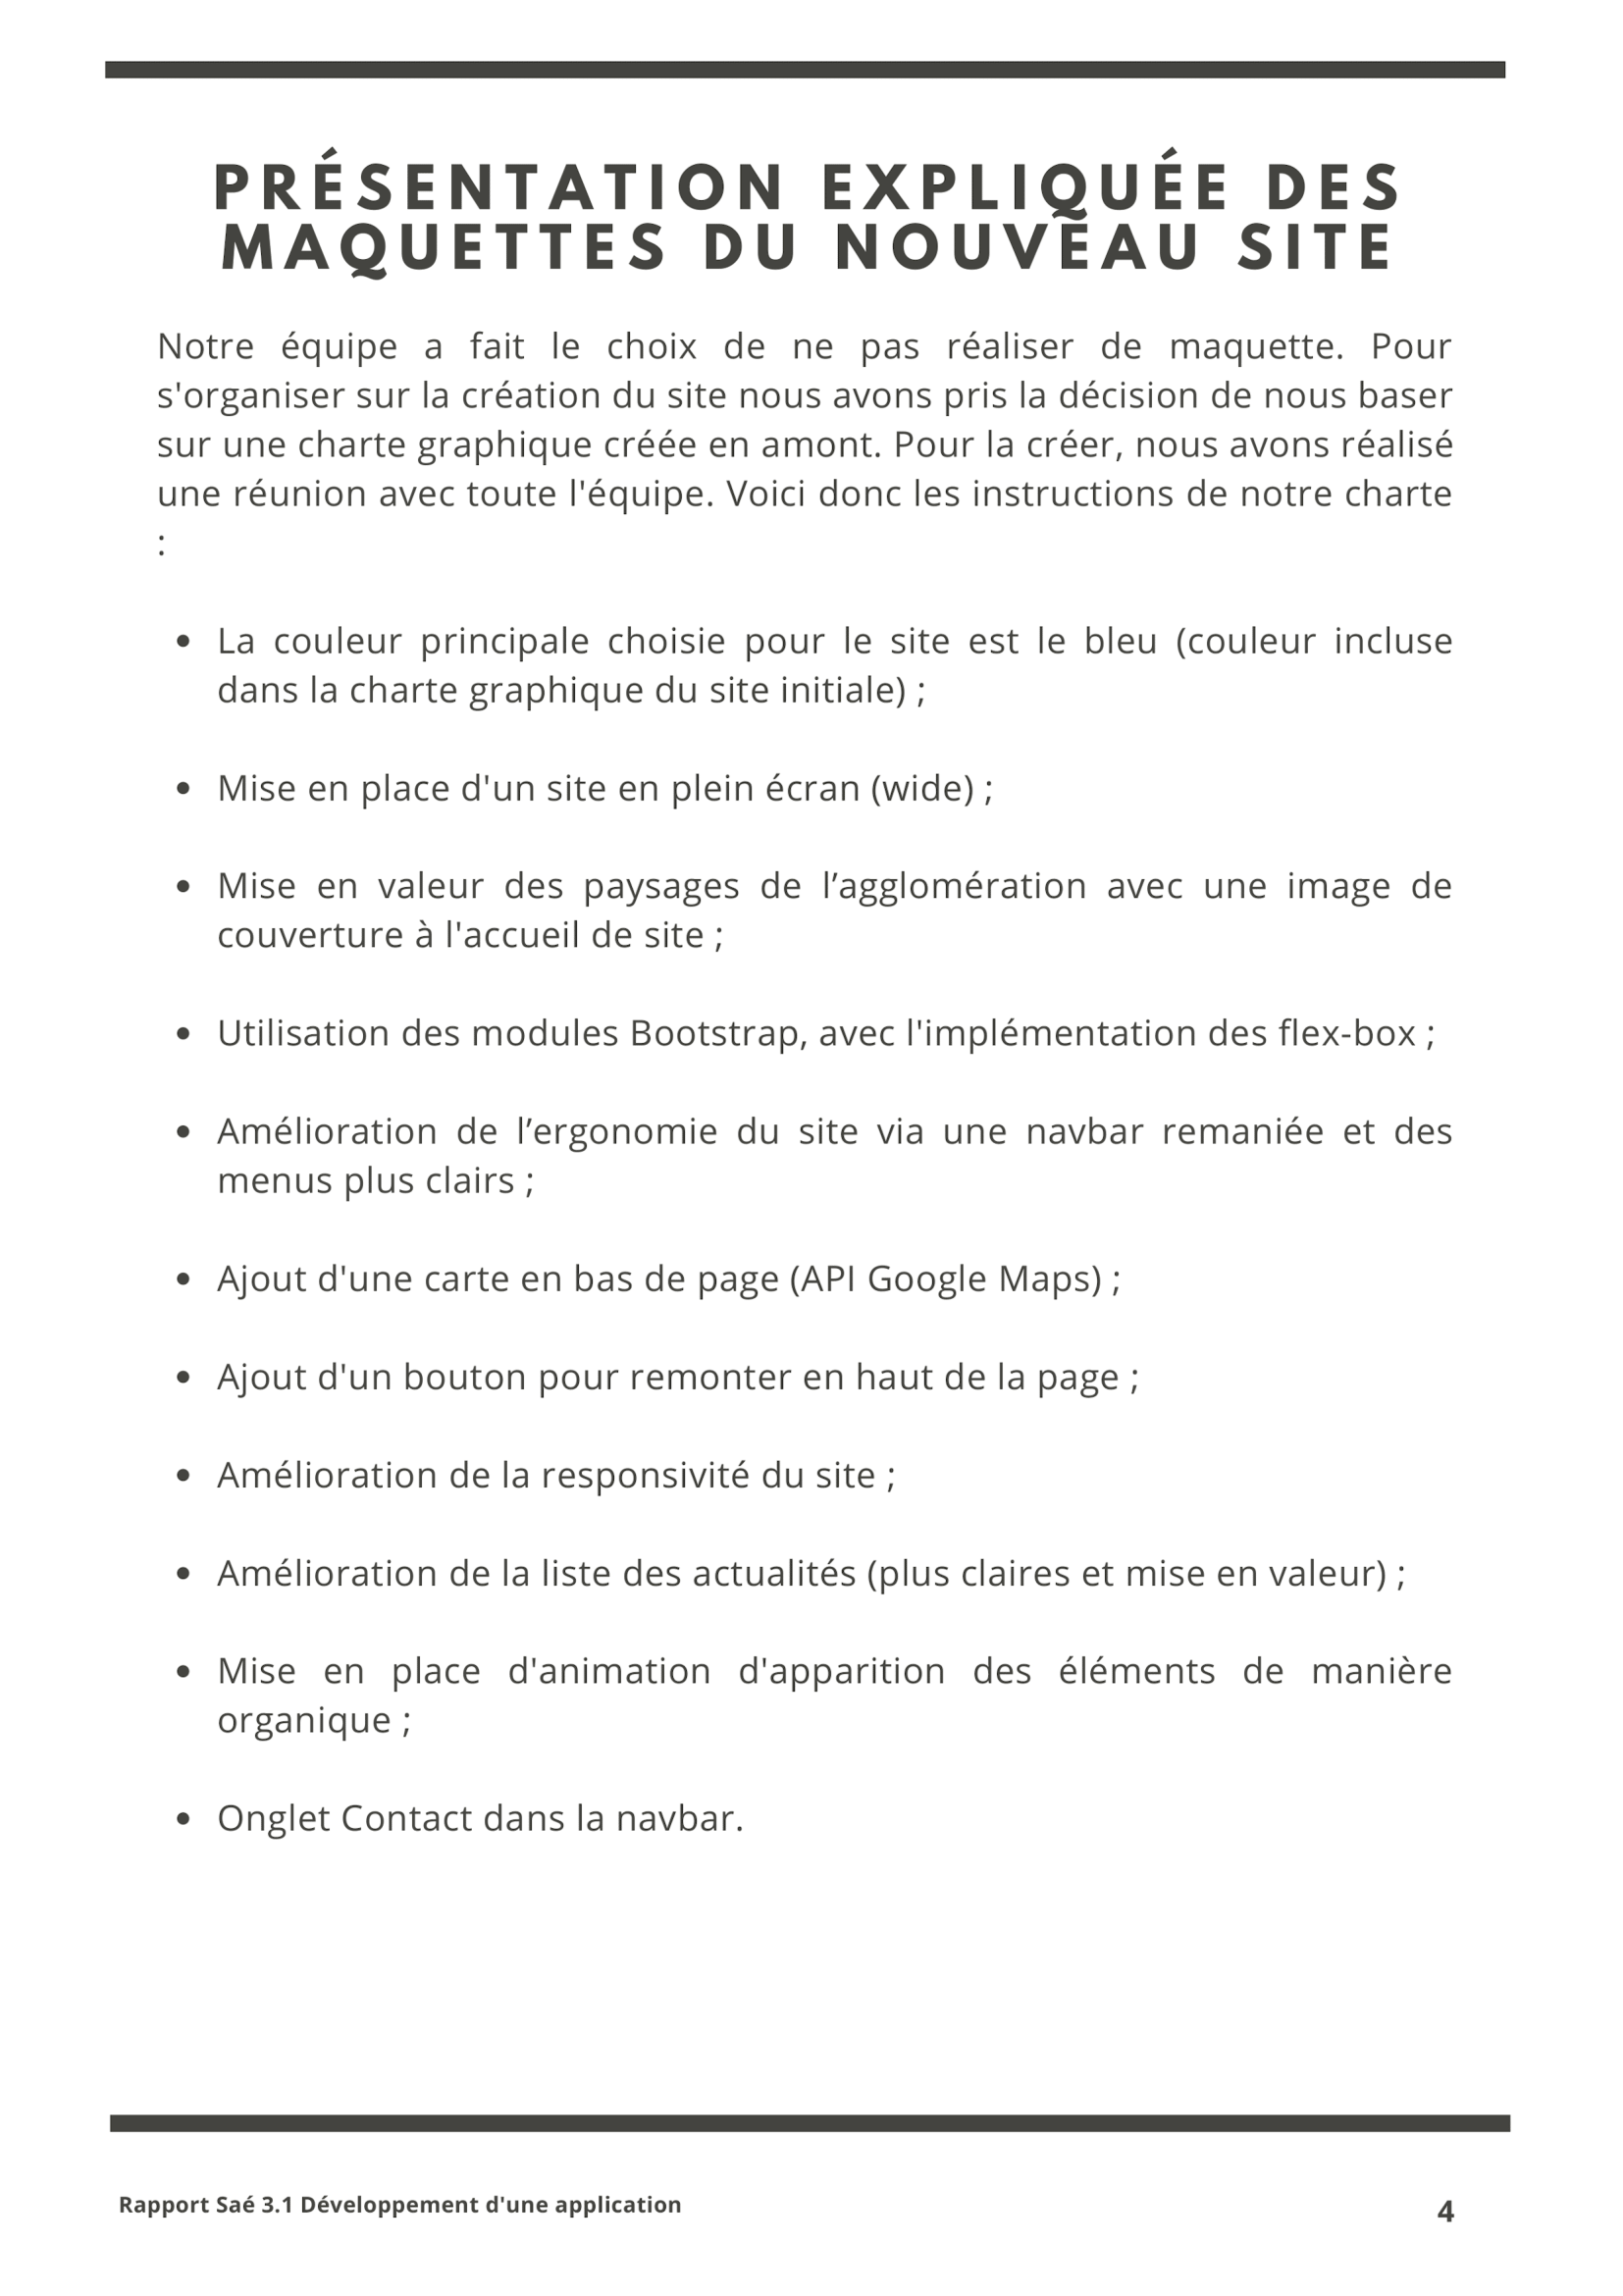 PRÉSENTATION EXPLIQUÉE DES
MAQUETTES DU NOUVEAU SITE
Notre équipe a fait le choix de ne pas réaliser de maquette. Pour
s'organiser sur la création du site nous avons pris la décision de nous baser
sur une charte graphique créée en amont. Pour la créer, nous avons réalisé
une réunion avec toute l'équipe. Voici donc les instructions de notre charte
:
• La couleur principale choisie pour le site est le bleu (couleur incluse
dans la charte graphique du site initiale) ;
• Mise en place d'un site en plein écran (wide) ;
• Mise en valeur des paysages de l’agglomération avec une image de
couverture à l'accueil de site ;
• Utilisation des modules Bootstrap, avec l'implémentation des flex-box ;
• Amélioration de l’ergonomie du site via une navbar remaniée et des
menus plus clairs ;
• Ajout d'une carte en bas de page (API Google Maps) ;
• Ajout d'un bouton pour remonter en haut de la page ;
• Amélioration de la responsivité du site ;
• Amélioration de la liste des actualités (plus claires et mise en valeur) ;
• Mise en place d'animation d'apparition des éléments de manière
organique ;
• Onglet Contact dans la navbar.
Rapport Saé 3.1 Développement d'une application
4